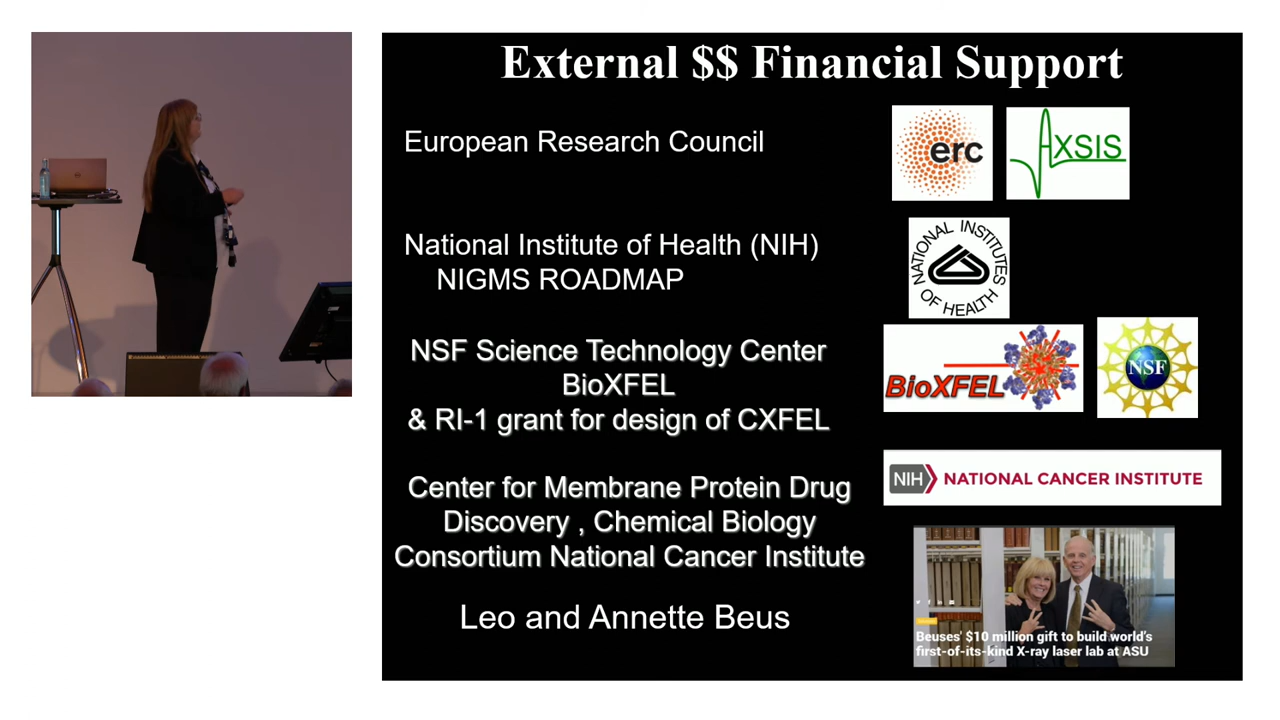 External $$ Financial Support
European Research Council
erc
AXSIS
National Institute of Health (NIH)
NIGMS ROADMAP
NATIONAL INSTITUTES OF HEALTH
NSF Science Technology Center
BioXFEL
& RI-1 grant for design of CXFEL
BioXFEL
NSF
Center for Membrane Protein Drug
Discovery , Chemical Biology
Consortium National Cancer Institute
NIH NATIONAL CANCER INSTITUTE
Leo and Annette Beus
Beuses' $10 million gift to build world's
first-of-its-kind X-ray laser lab at ASU